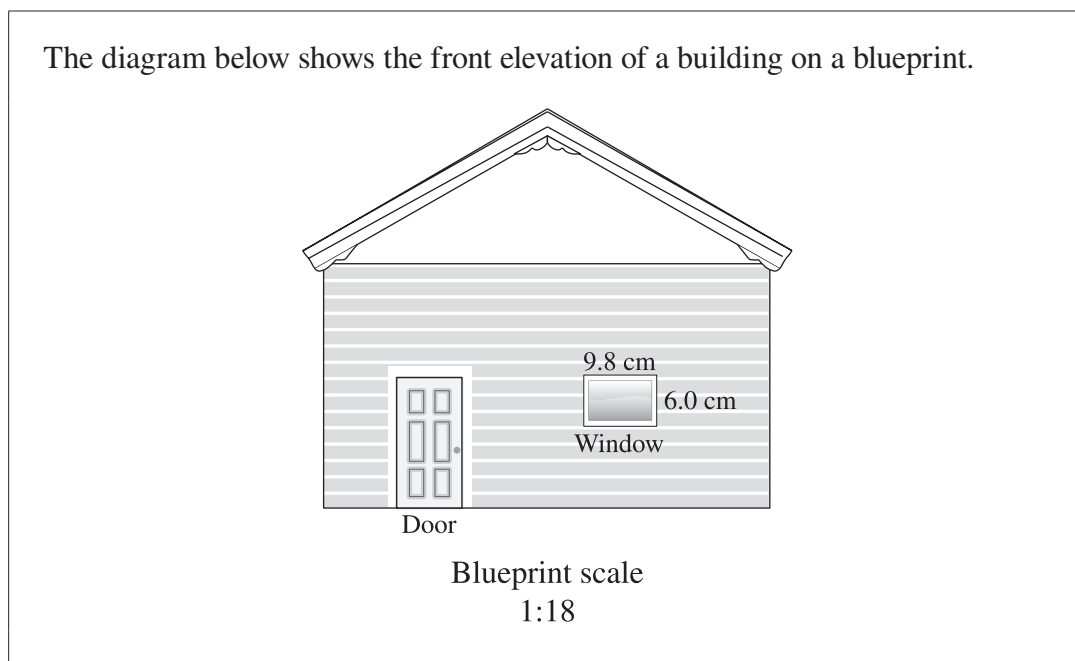 The diagram below shows the front elevation of a building on a blueprint.
9.8 cm
6.0 cm
Window
Door
Blueprint scale
1:18